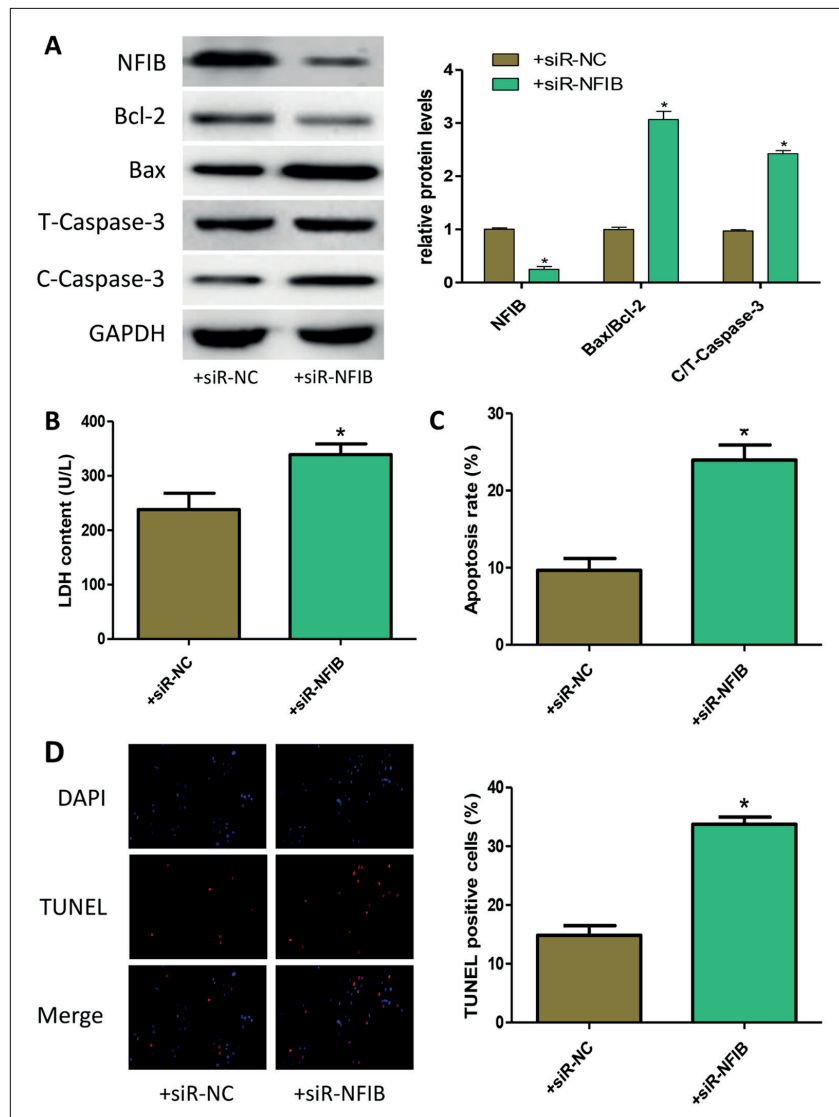 A
NFIB
Bcl-2
Bax
T-Caspase-3
C-Caspase-3
GAPDH
+siR-NC +siR-NFIB
+siR-NC
+siR-NFIB
relative protein levels
4
3
2
1
0
*
*
*
NFIB
Bax/Bcl-2
C/T-Caspase-3
B
LDH content (U/L)
400
300
200
100
0
*
+siR-NC
+siR-NFIB
C
Apoptosis rate (%)
30
20
10
0
*
+siR-NC
+siR-NFIB
D
DAPI
TUNEL
Merge
+siR-NC +siR-NFIB
TUNEL positive cells (%)
40
30
20
10
0
*
+siR-NC
+siR-NFIB